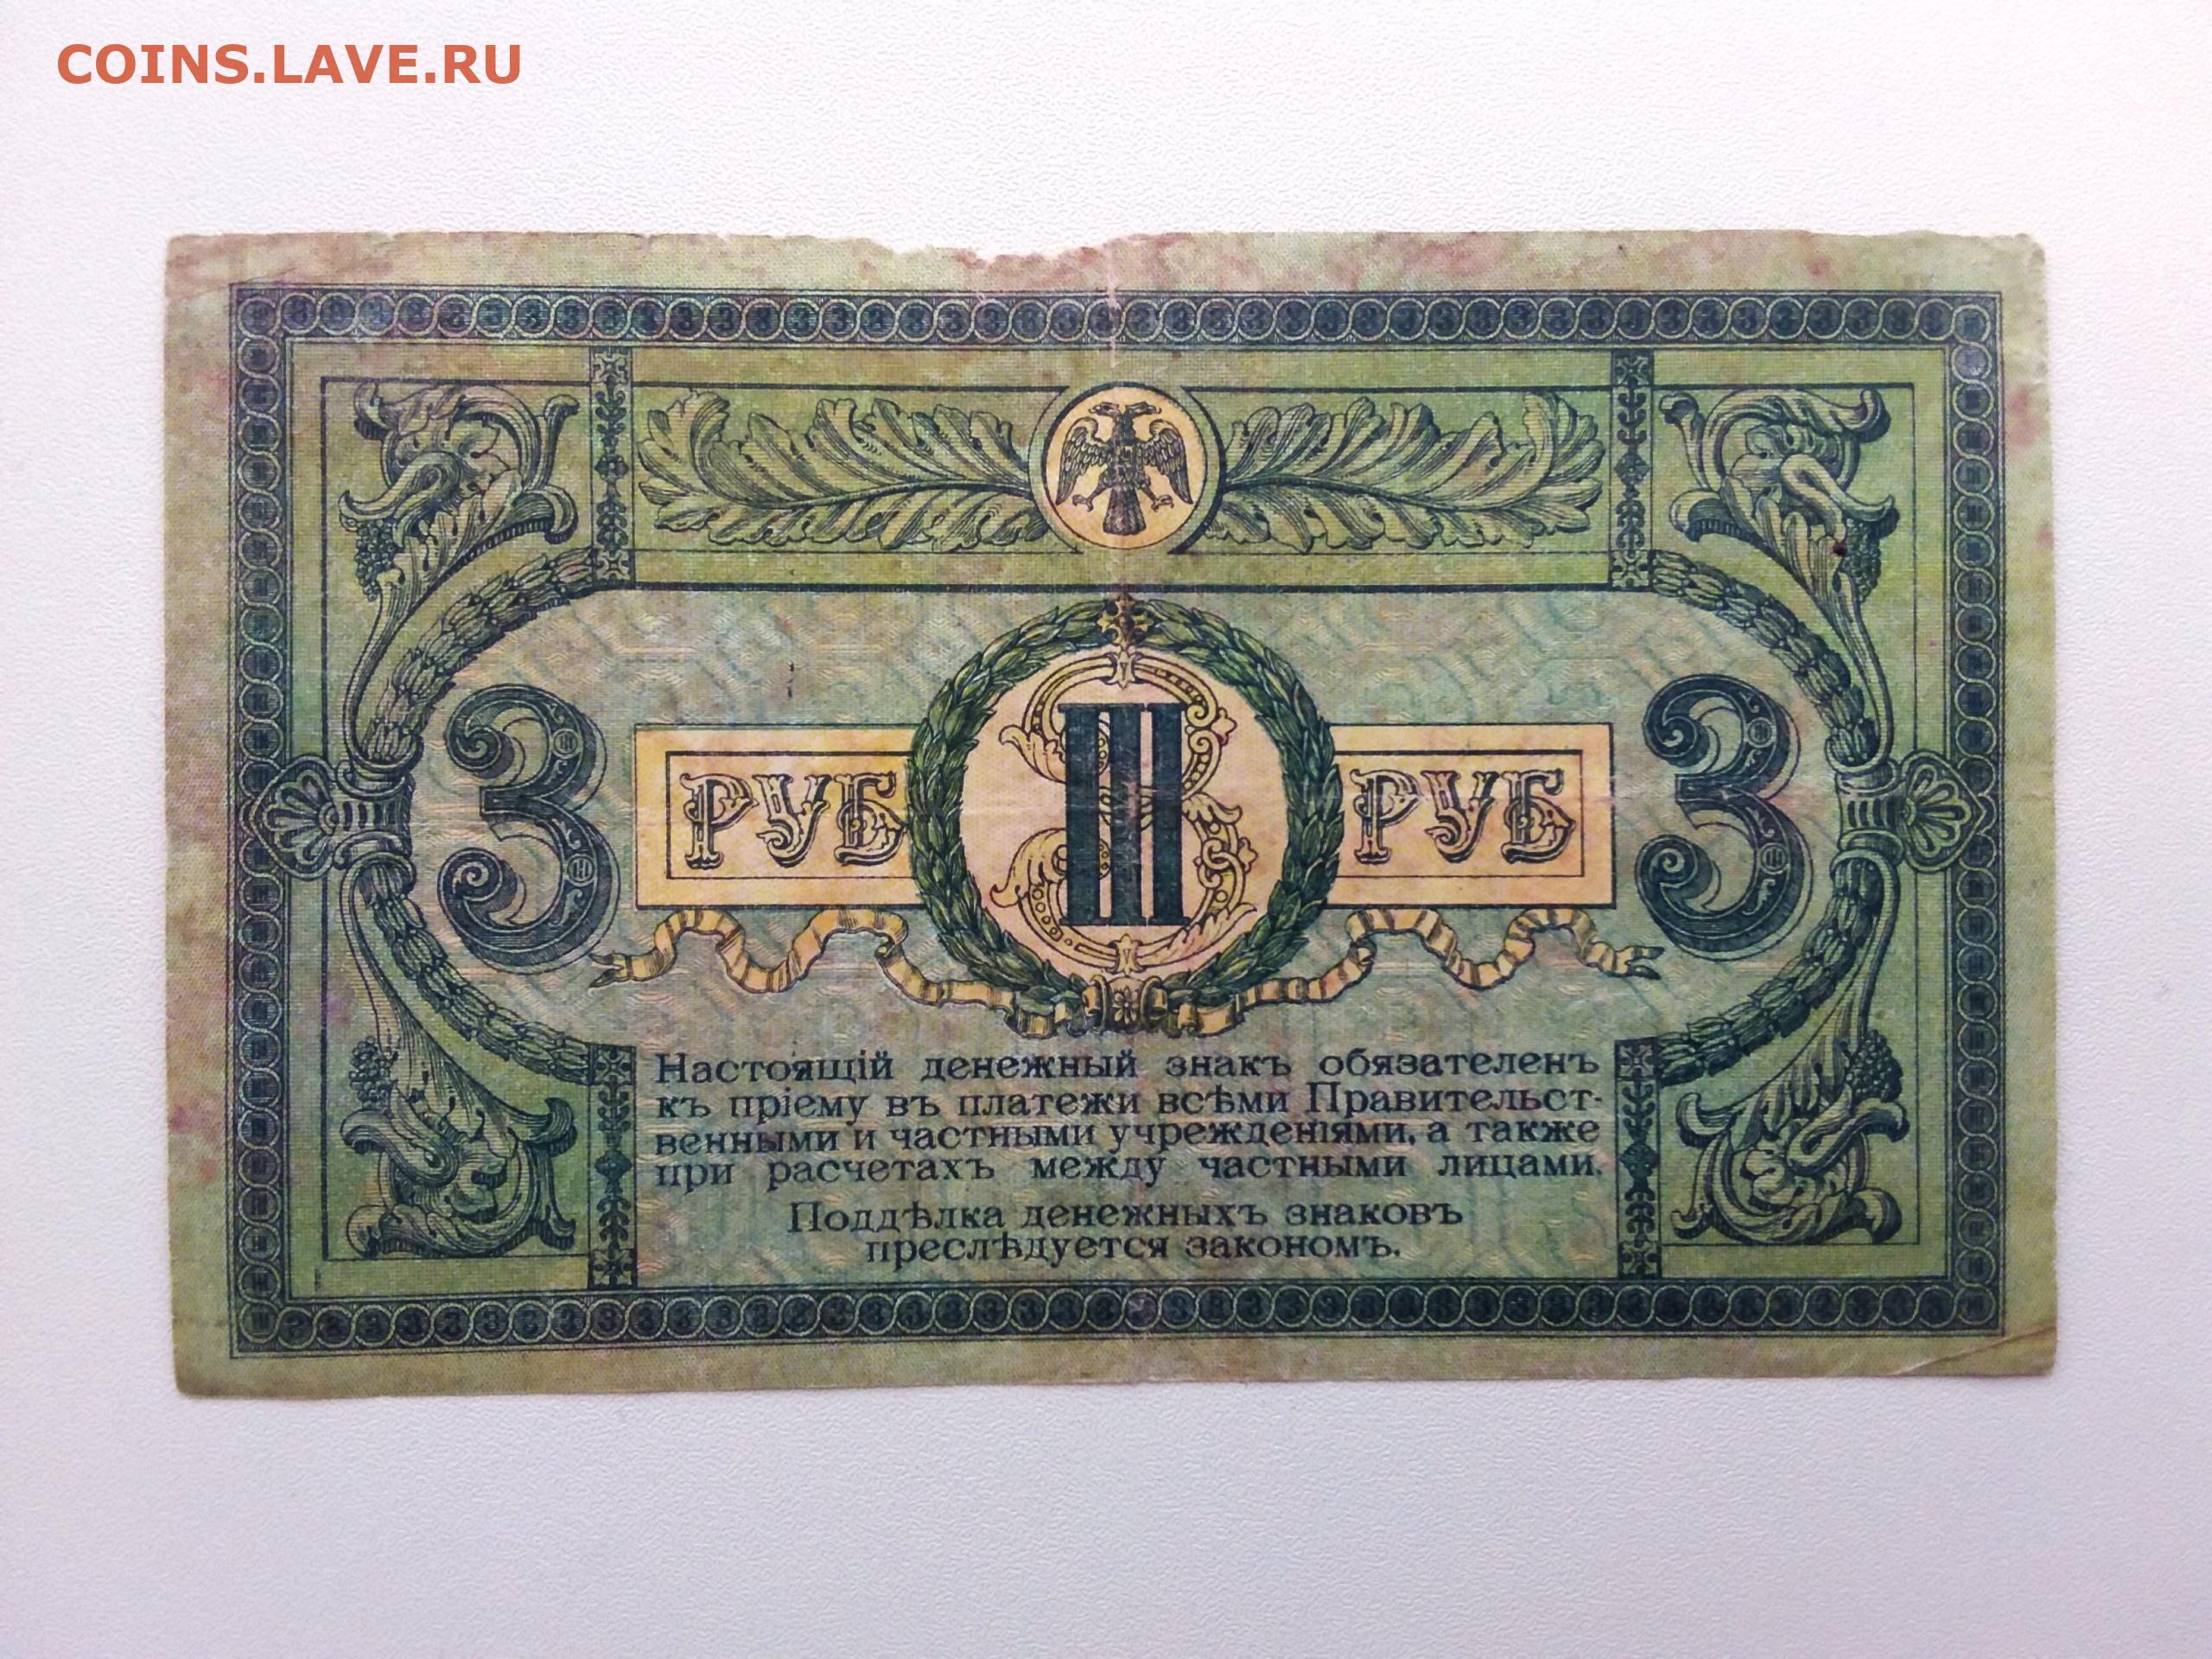 COINS.LAVE.RU
3 РУБ III РУБ 3
Настоящій денежный знакъ обязателенъ
къ пріему въ платежи всѣми Правительст-
венными и частными учрежденіями, а также
при расчетахъ между частными лицами.
Поддѣлка денежныхъ знаковъ
преслѣдуется закономъ.